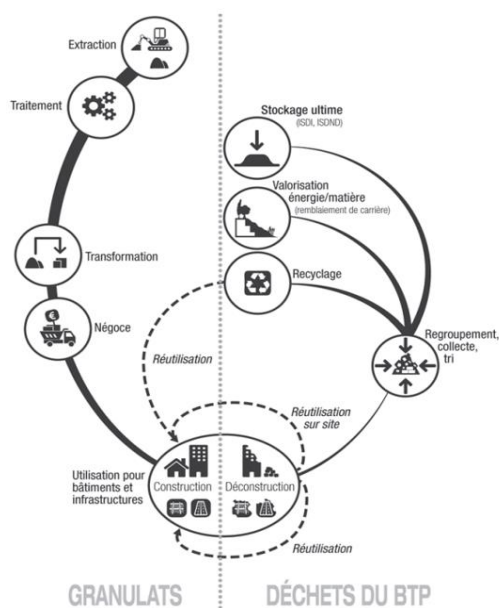 Extraction
Traitement
Transformation
Négoce
€
Stockage ultime
(ISDI, ISDND)
Valorisation
énergie/matière
(remblaiement de carrière)
Recyclage
Regroupement,
collecte,
tri
Réutilisation
Réutilisation
sur site
Utilisation pour
bâtiments et
infrastructures
Construction
Déconstruction
Réutilisation
GRANULATS
DÉCHETS DU BTP